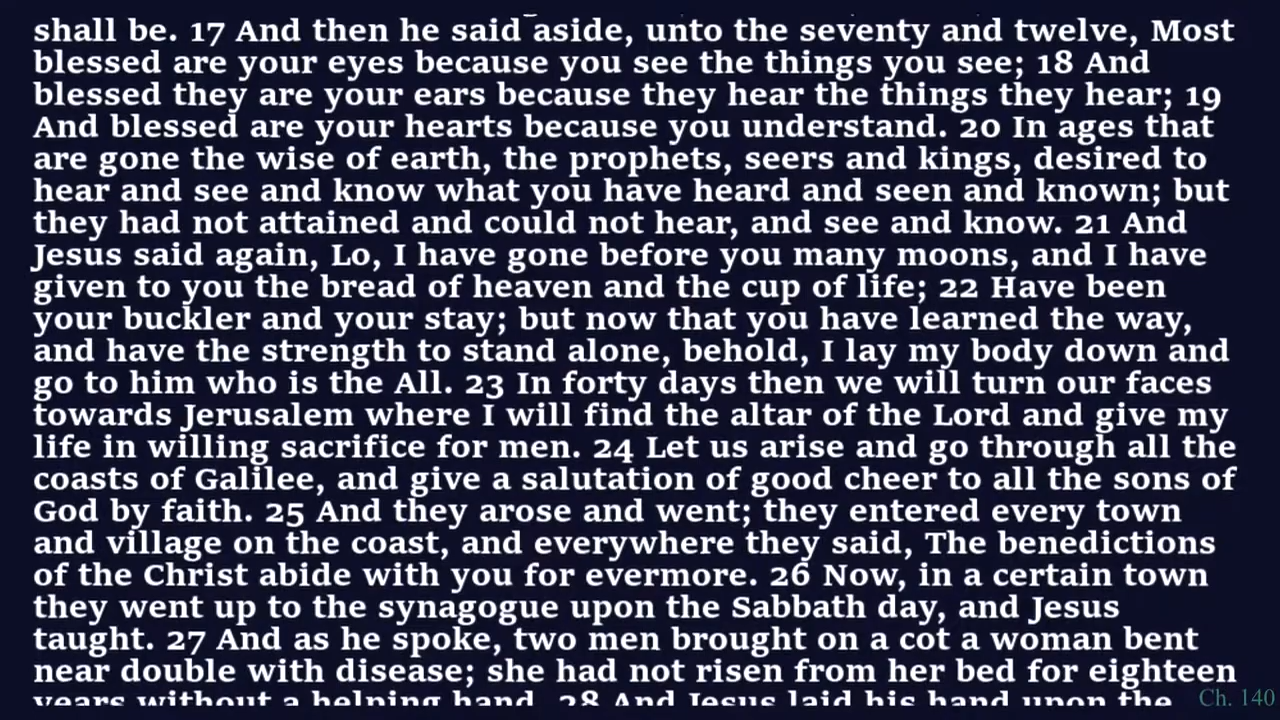 shall be. 17 And then he said aside, unto the seventy and twelve, Most
blessed are your eyes because you see the things you see; 18 And
blessed they are your ears because they hear the things they hear; 19
And blessed are your hearts because you understand. 20 In ages that
are gone the wise of earth, the prophets, seers and kings, desired to
hear and see and know what you have heard and seen and known; but
they had not attained and could not hear, and see and know. 21 And
Jesus said again, Lo, I have gone before you many moons, and I have
given to you the bread of heaven and the cup of life; 22 Have been
your buckler and your stay; but now that you have learned the way,
and have the strength to stand alone, behold, I lay my body down and
go to him who is the All. 23 In forty days then we will turn our faces
towards Jerusalem where I will find the altar of the Lord and give my
life in willing sacrifice for men. 24 Let us arise and go through all the
coasts of Galilee, and give a salutation of good cheer to all the sons of
God by faith. 25 And they arose and went; they entered every town
and village on the coast, and everywhere they said, The benedictions
of the Christ abide with you for evermore. 26 Now, in a certain town
they went up to the synagogue upon the Sabbath day, and Jesus
taught. 27 And as he spoke, two men brought on a cot a woman bent
near double with disease; she had not risen from her bed for eighteen
years without a helping hand. 28 And Jesus laid his hand upon the
Ch. 140